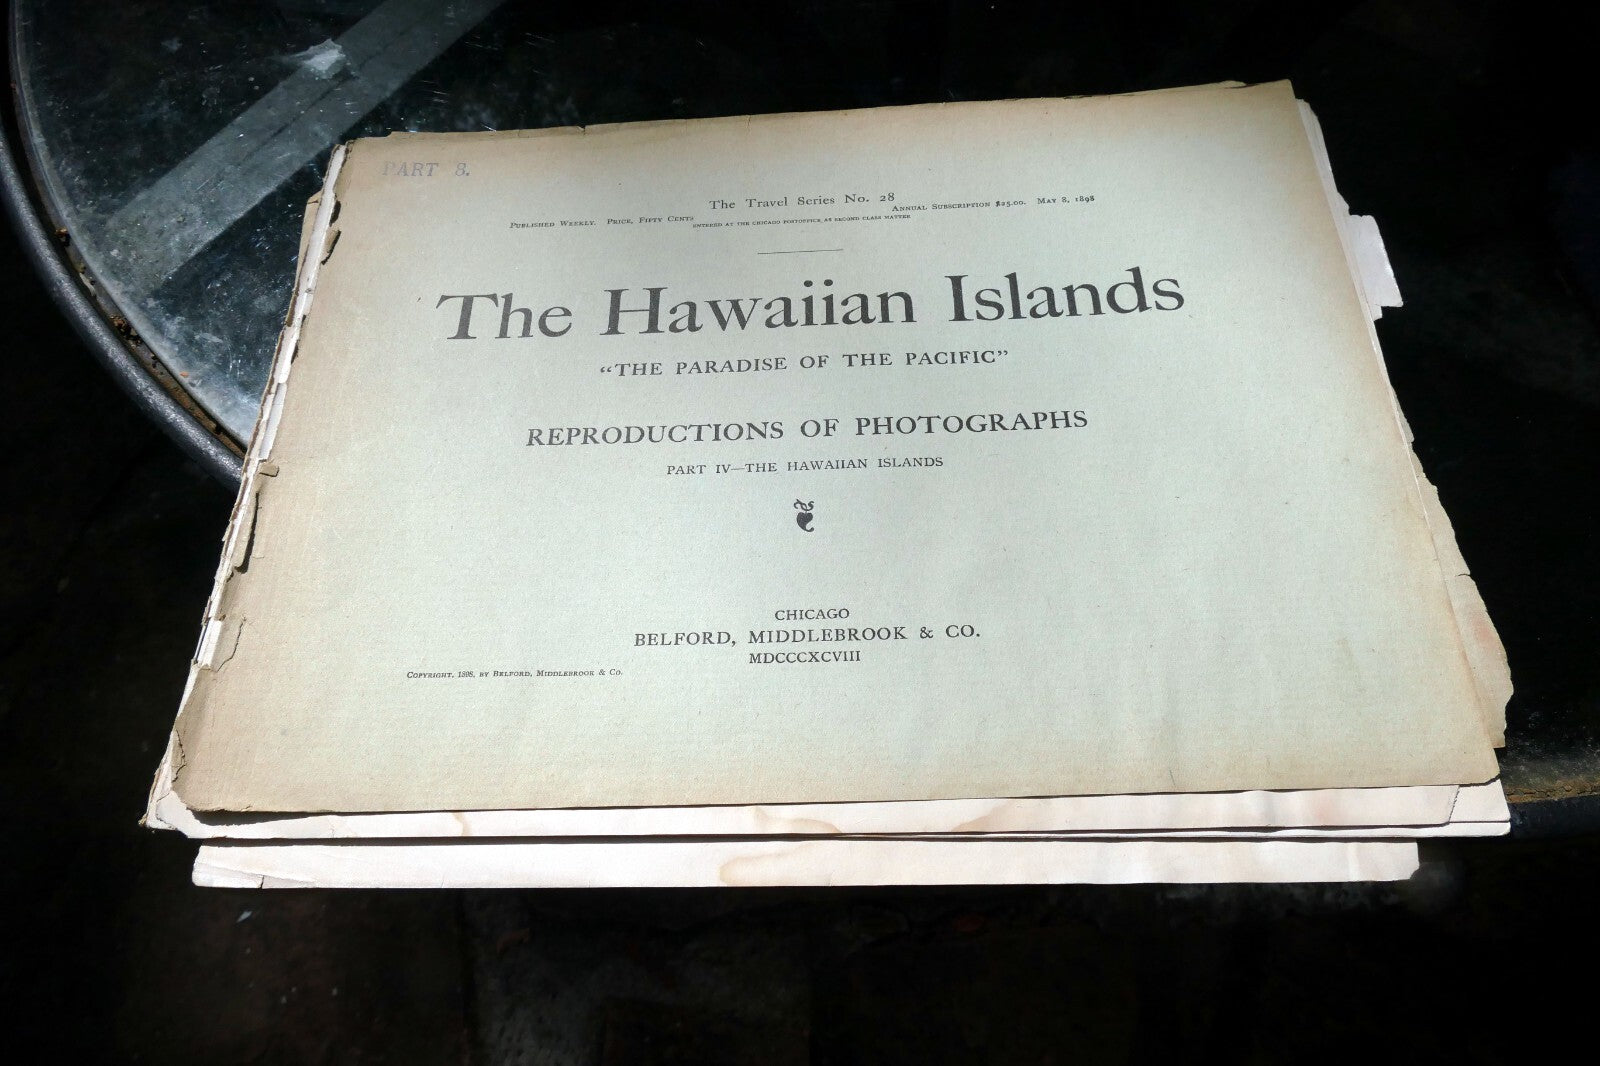 PART 8.
The Travel Series No. 28
PUBLISHED WEEKLY. PRICE, FIFTY CENTS ENTERED AT THE CHICAGO POSTOFFICE AS SECOND CLASS MATTER ANNUAL SUBSCRIPTION $25.00. MAY 8, 1898
The Hawaiian Islands
“THE PARADISE OF THE PACIFIC”
REPRODUCTIONS OF PHOTOGRAPHS
PART IV—THE HAWAIIAN ISLANDS
CHICAGO
BELFORD, MIDDLEBROOK & CO.
MDCCCXCVIII
COPYRIGHT, 1898, BY BELFORD, MIDDLEBROOK & CO.